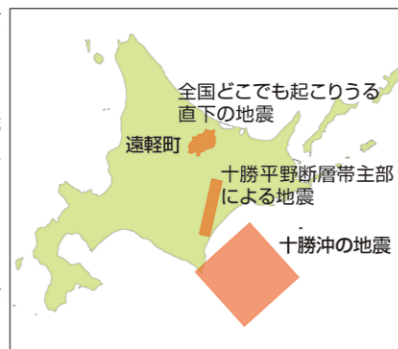 全国どこでも起こりうる
直下の地震
遠軽町
十勝平野断層帯主部
による地震
十勝沖の地震